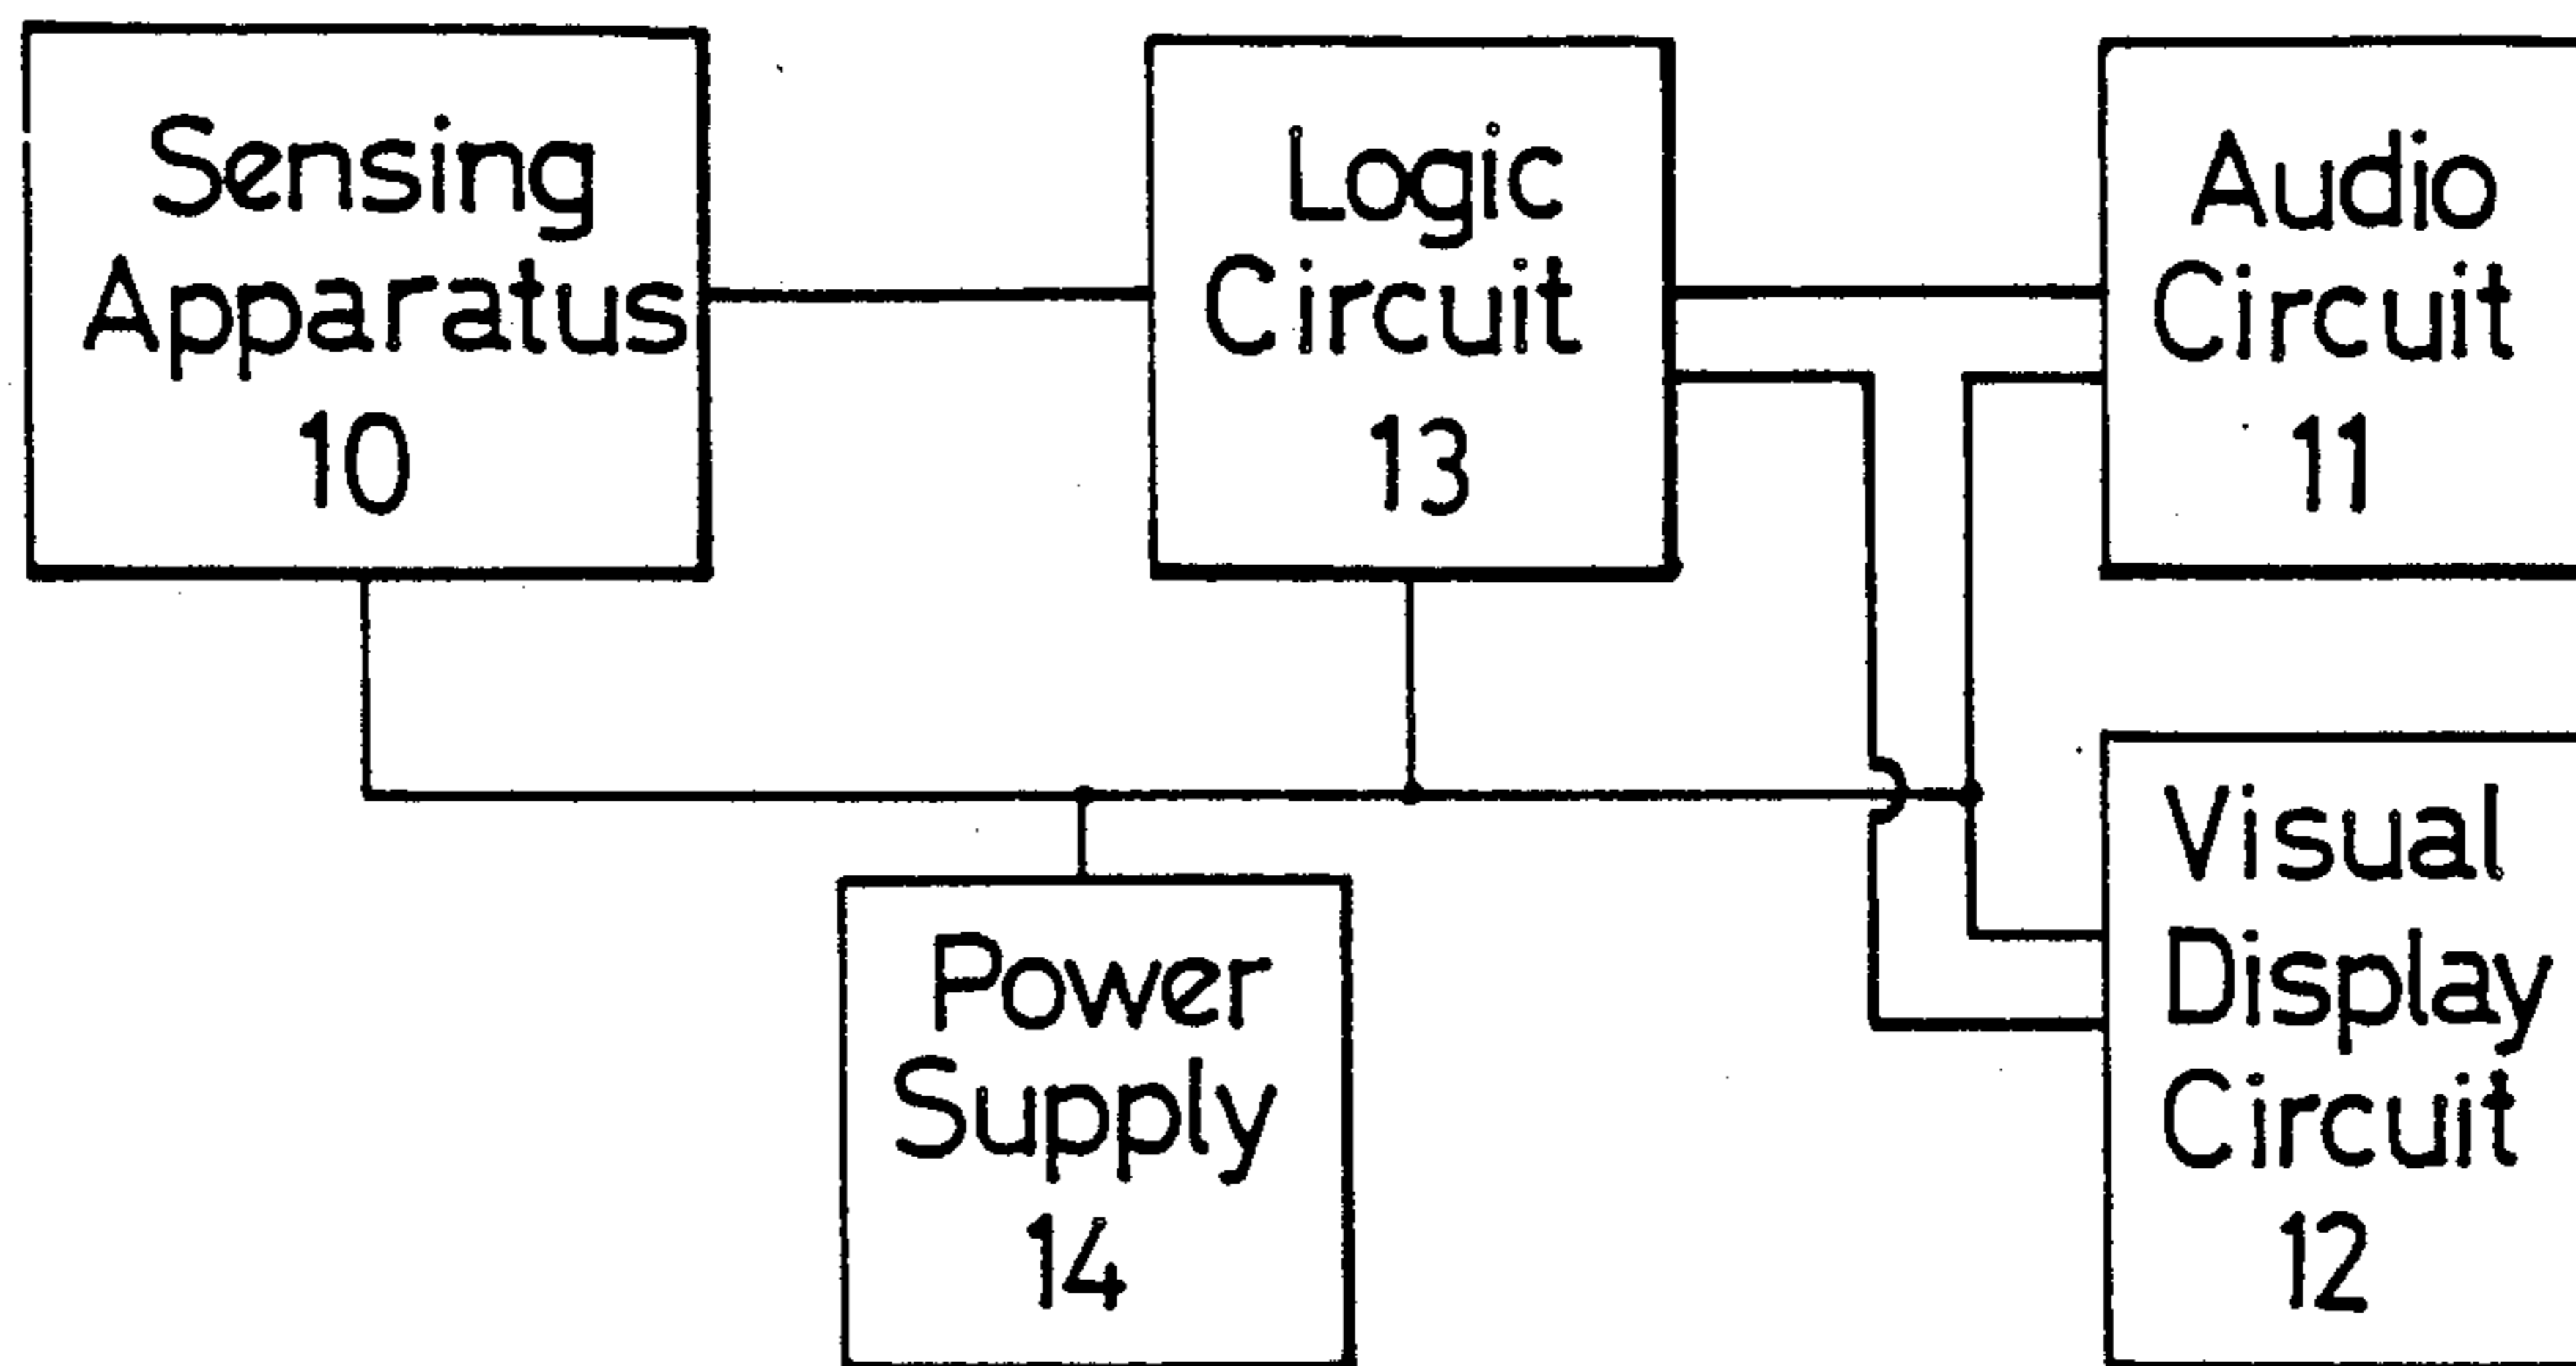 Sensing
Apparatus
10
Logic
Circuit
13
Audio
Circuit
11
Power
Supply
14
Visual
Display
Circuit
12